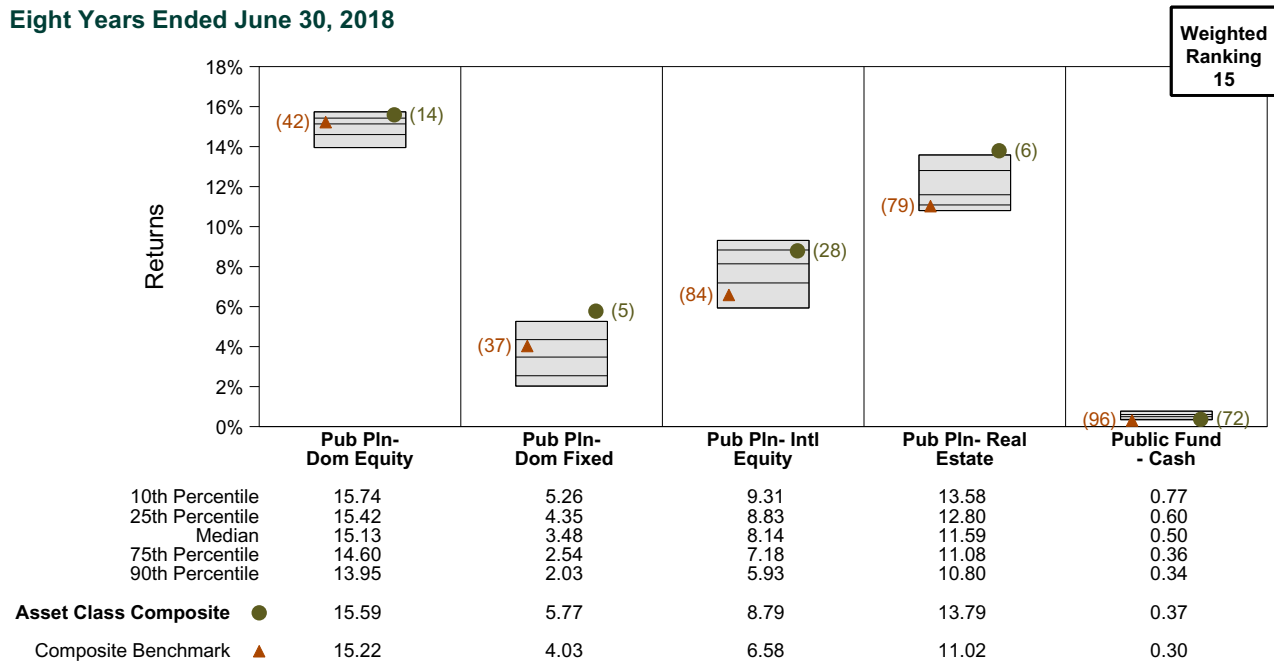 Eight Years Ended June 30, 2018
Weighted
Ranking
15
18%
16%
14%
12%
10%
8%
6%
4%
2%
0%
Returns
(42) (14)
(37) (5)
(84) (28)
(79) (6)
(96) (72)
Pub Pln- Pub Pln- Pub Pln- Intl Pub Pln- Real Public Fund
Dom Equity Dom Fixed Equity Estate - Cash
10th Percentile 15.74 5.26 9.31 13.58 0.77
25th Percentile 15.42 4.35 8.83 12.80 0.60
Median 15.13 3.48 8.14 11.59 0.50
75th Percentile 14.60 2.54 7.18 11.08 0.36
90th Percentile 13.95 2.03 5.93 10.80 0.34
Asset Class Composite 15.59 5.77 8.79 13.79 0.37
Composite Benchmark 15.22 4.03 6.58 11.02 0.30